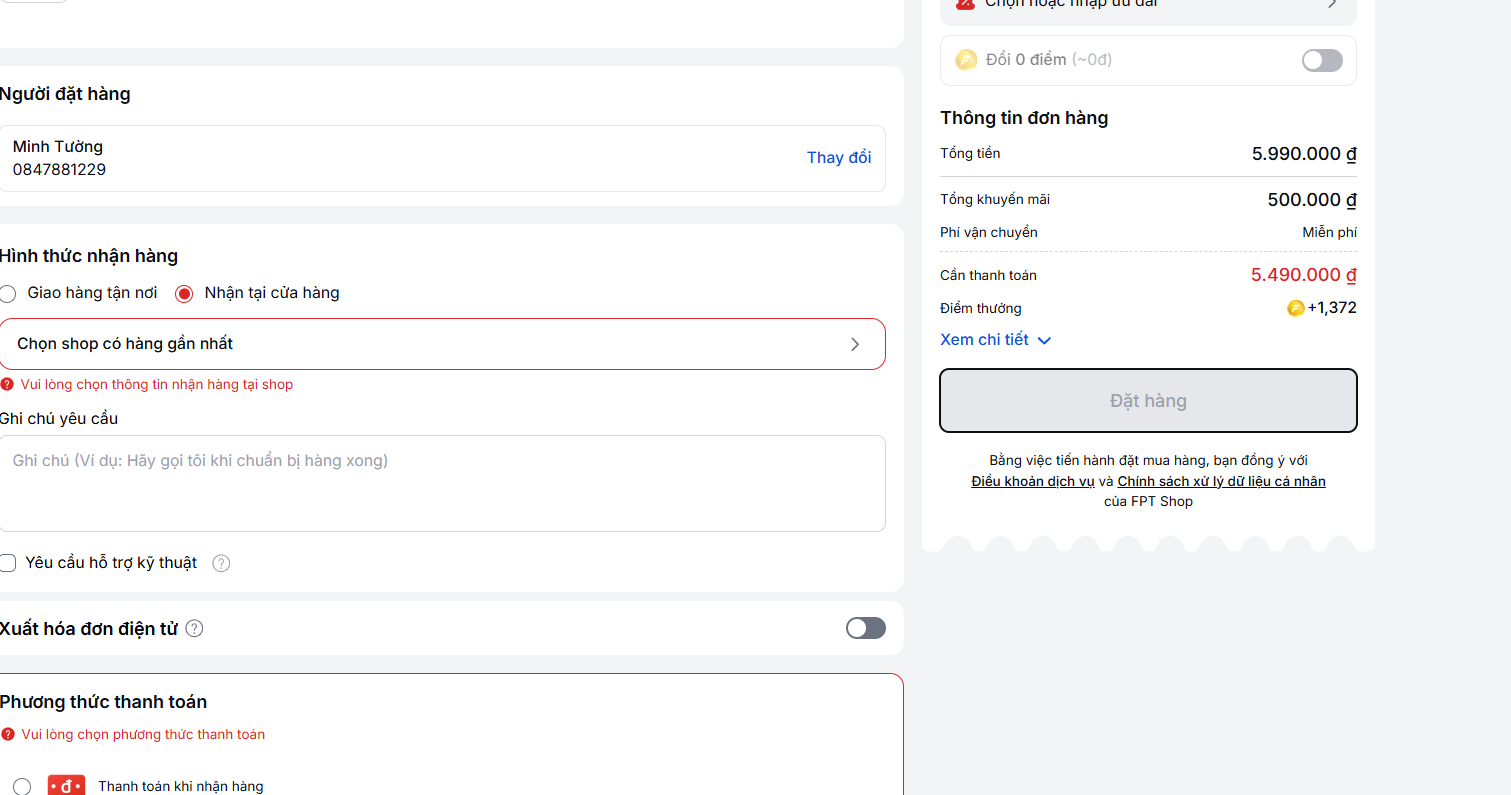 Người đặt hàng
Minh Tường
0847881229
Thay đổi
Hình thức nhận hàng
Giao hàng tận nơi
Nhận tại cửa hàng
Chọn shop có hàng gần nhất
Vui lòng chọn thông tin nhận hàng tại shop
Ghi chú yêu cầu
Ghi chú (Ví dụ: Hãy gọi tôi khi chuẩn bị hàng xong)
Yêu cầu hỗ trợ kỹ thuật
Xuất hóa đơn điện tử
Phương thức thanh toán
Vui lòng chọn phương thức thanh toán
đ
Thanh toán khi nhận hàng
Chọn hoặc nhập ưu đãi
Đổi 0 điểm (~0đ)
Thông tin đơn hàng
Tổng tiền 5.990.000 ₫
Tổng khuyến mãi 500.000 ₫
Phí vận chuyển Miễn phí
Cần thanh toán 5.490.000 ₫
Điểm thưởng +1,372
Xem chi tiết
Đặt hàng
Bằng việc tiến hành đặt mua hàng, bạn đồng ý với
Điều khoản dịch vụ và Chính sách xử lý dữ liệu cá nhân
của FPT Shop